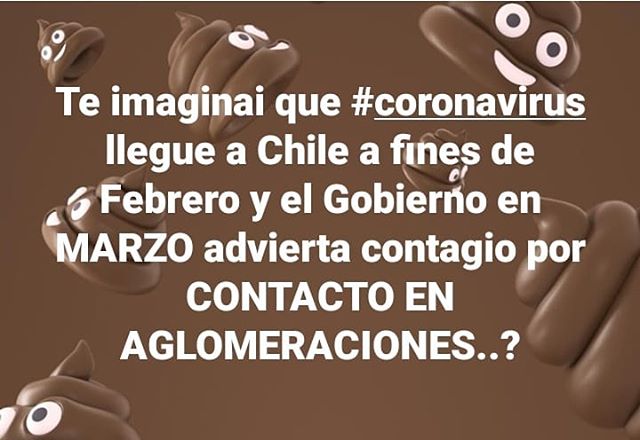 Te imaginai que #coronavirus
llegue a Chile a fines de
Febrero y el Gobierno en
MARZO advierta contagio por
CONTACTO EN
AGLOMERACIONES..?